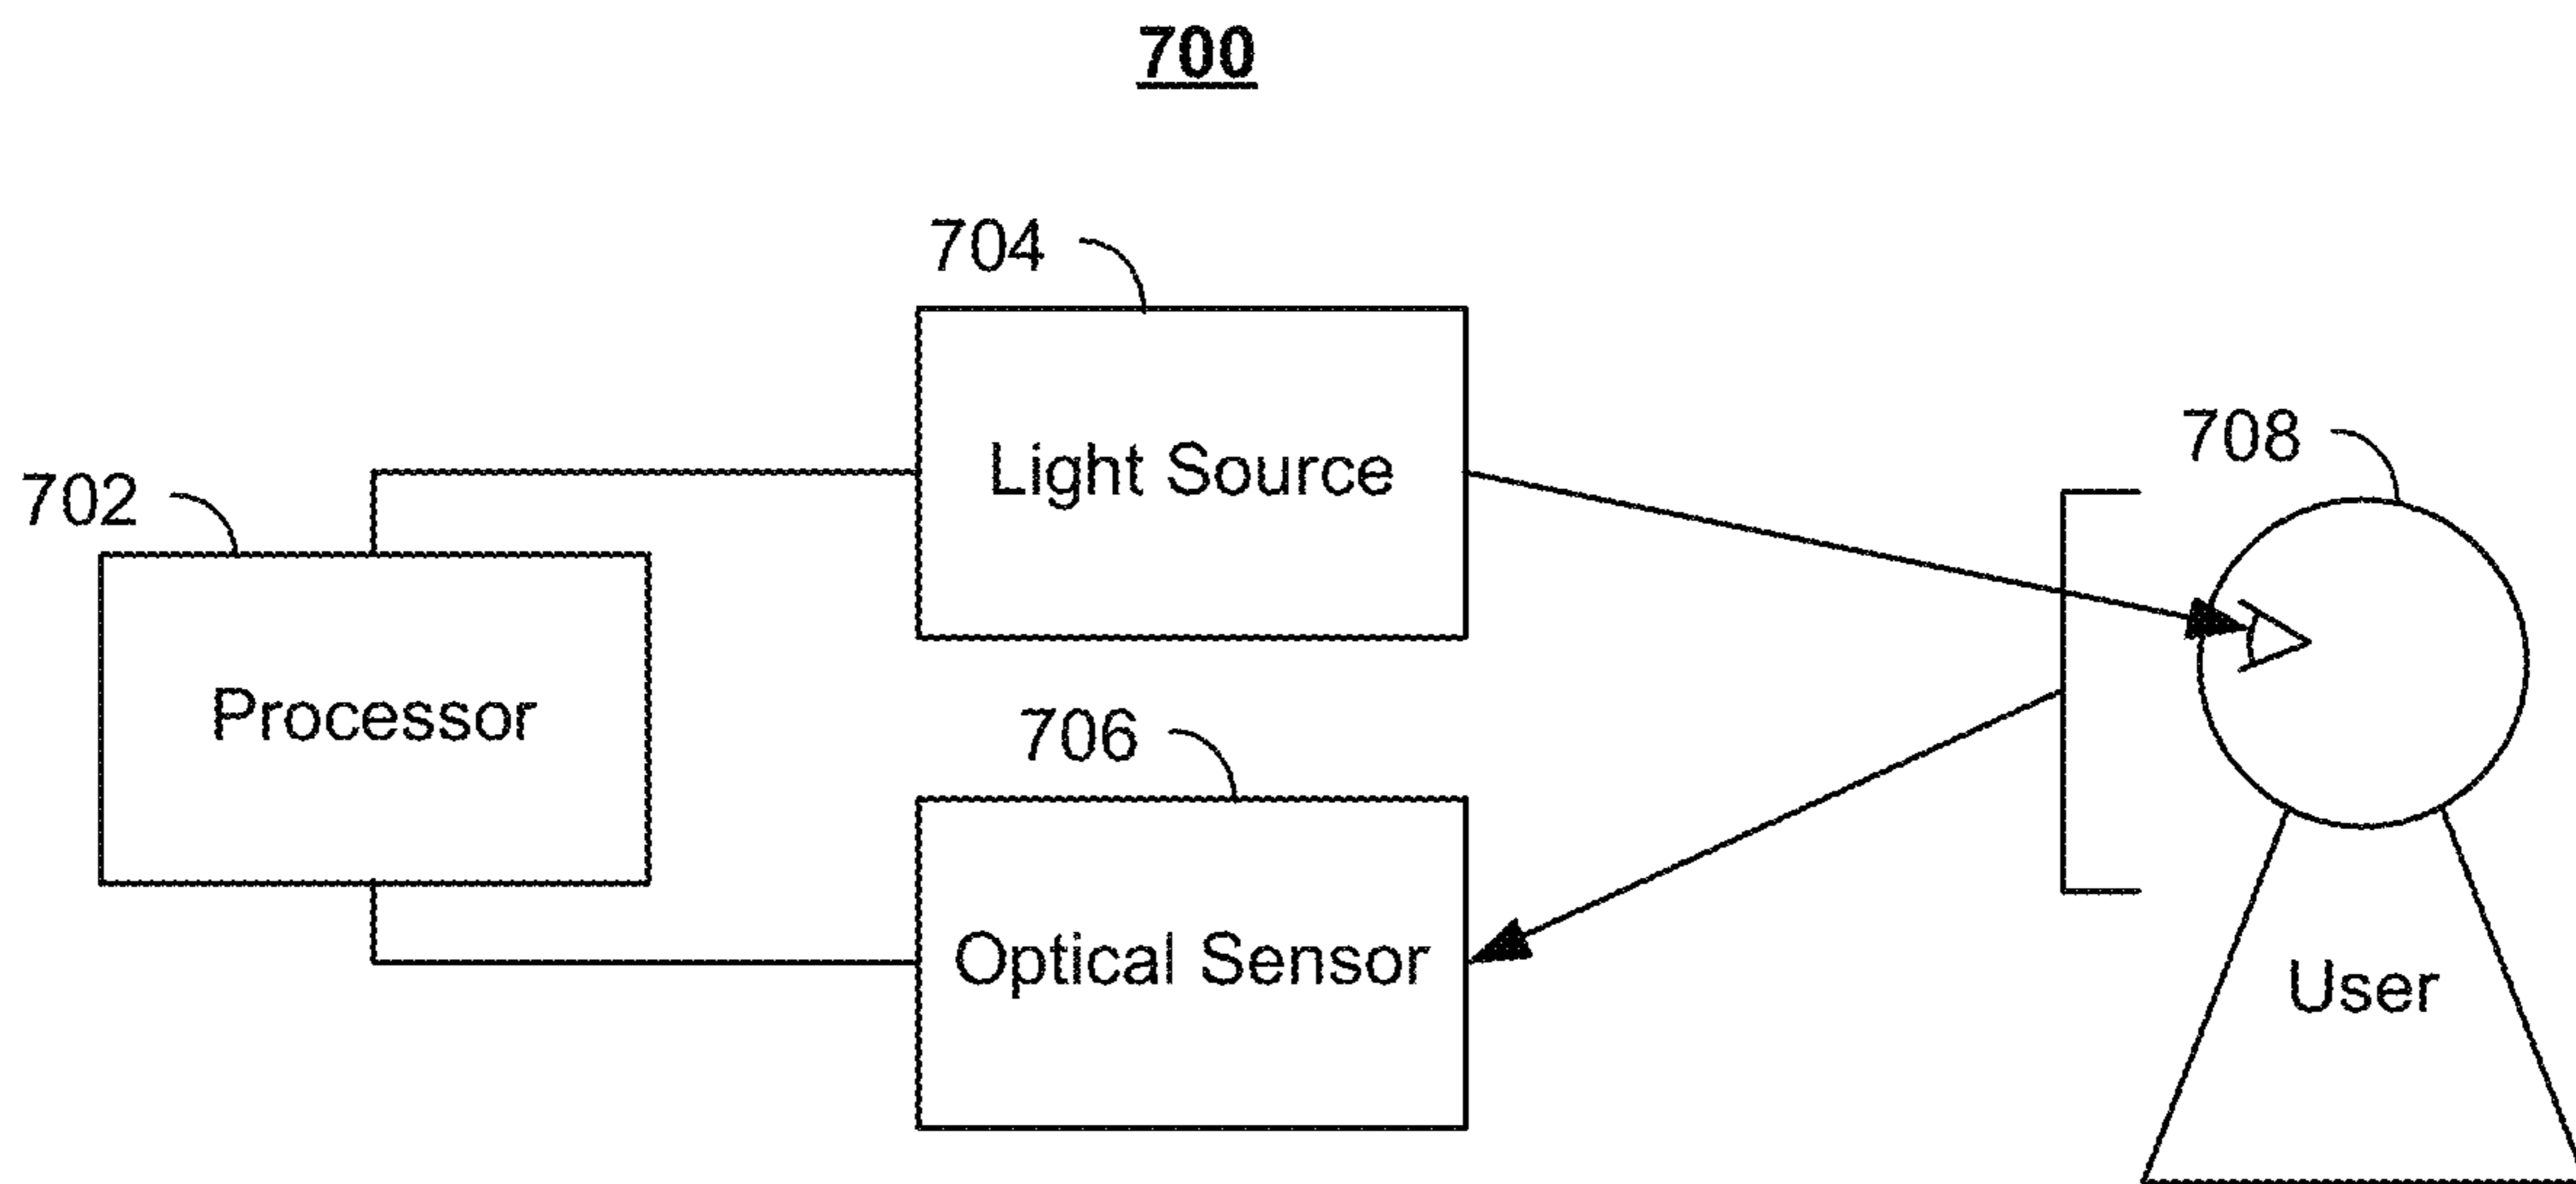 700
704
Light Source
708
702
Processor
706
Optical Sensor
User